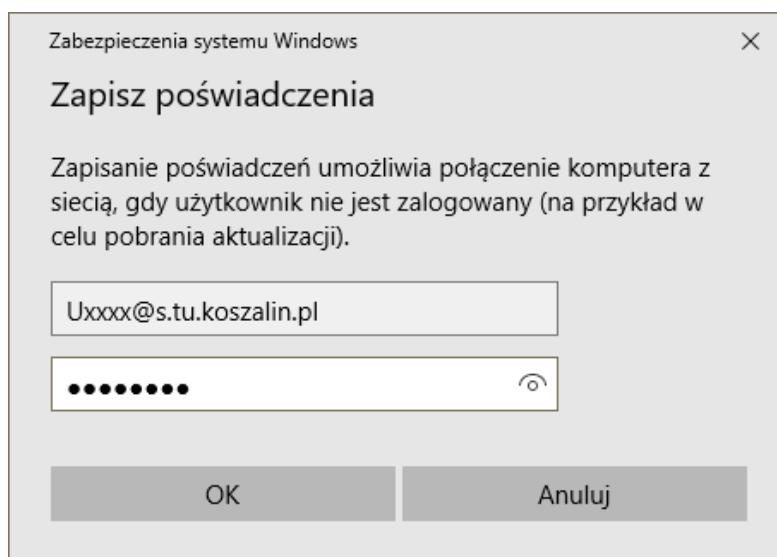 Zabezpieczenia systemu Windows
Zapisz poświadczenia
Zapisanie poświadczeń umożliwia połączenie komputera z
siecią, gdy użytkownik nie jest zalogowany (na przykład w
celu pobrania aktualizacji).
Uxxxx@s.tu.koszalin.pl
••••••••
OK
Anuluj